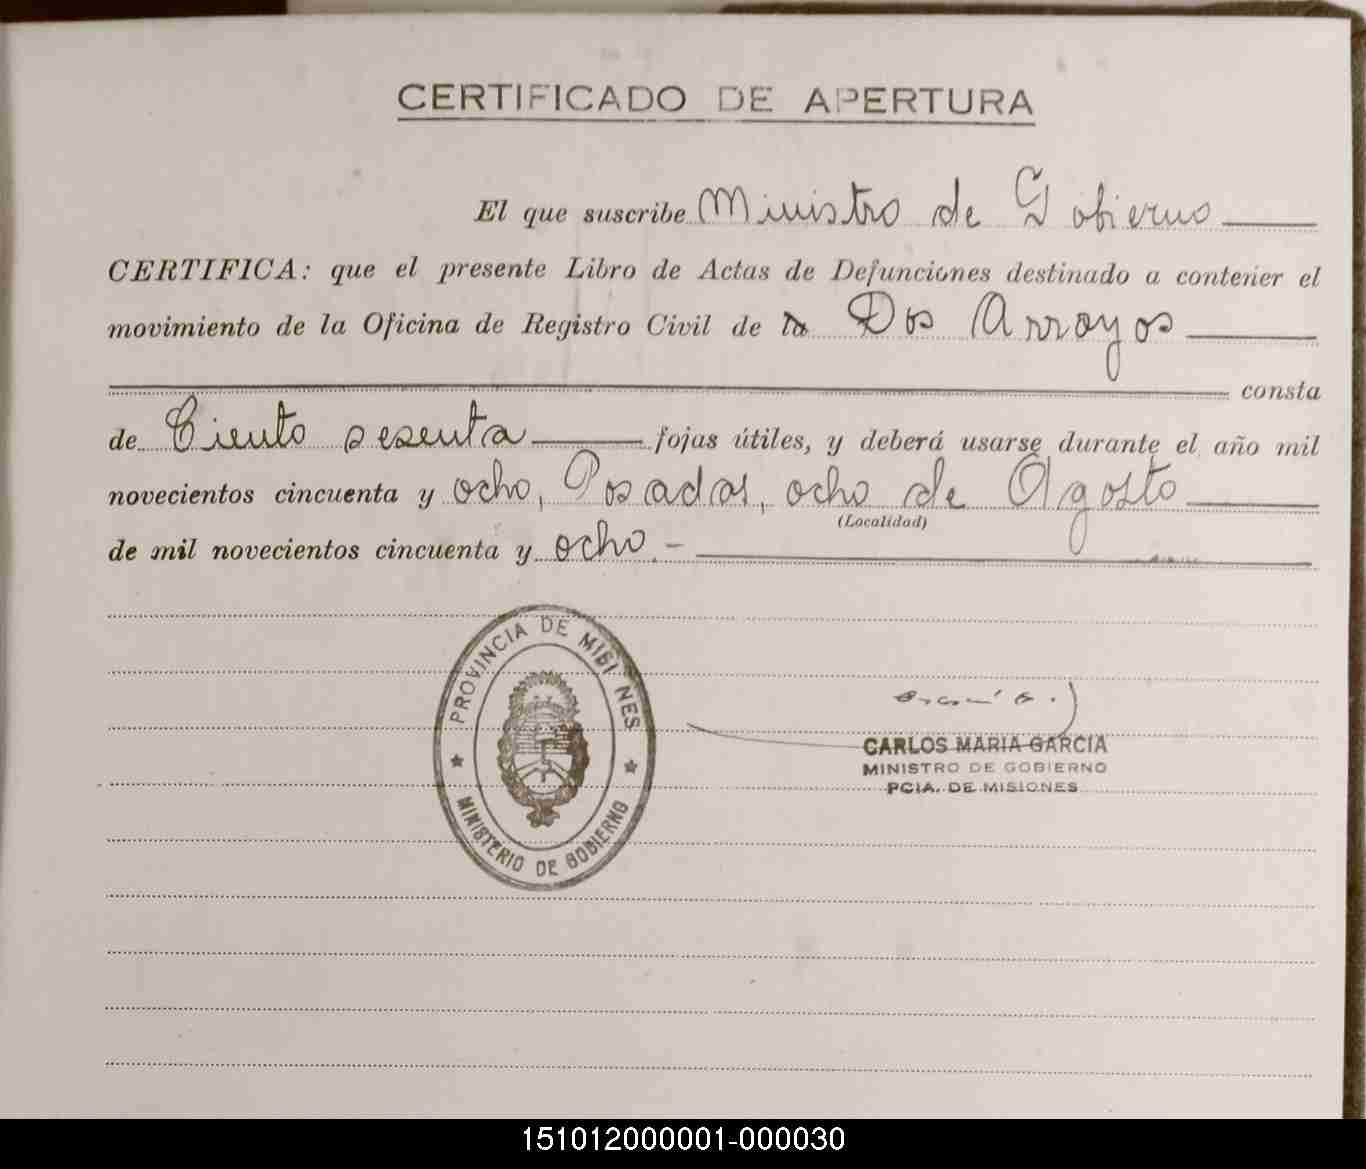 CERTIFICADO DE APERTURA
El que suscribe Ministro de Gobierno
CERTIFICA: que el presente Libro de Actas de Defunciones destinado a contener el
movimiento de la Oficina de Registro Civil de la Dos Arroyos
consta
de Ciento sesenta fojas útiles, y deberá usarse durante el año mil
novecientos cincuenta y ocho, Posadas, ocho de Agosto
(Localidad)
de mil novecientos cincuenta y ocho.-
PROVINCIA DE MISI NES
MINISTERIO DE GOBIERNO
CARLOS MARIA GARCIA
MINISTRO DE GOBIERNO
PCIA. DE MISIONES
151012000001-000030